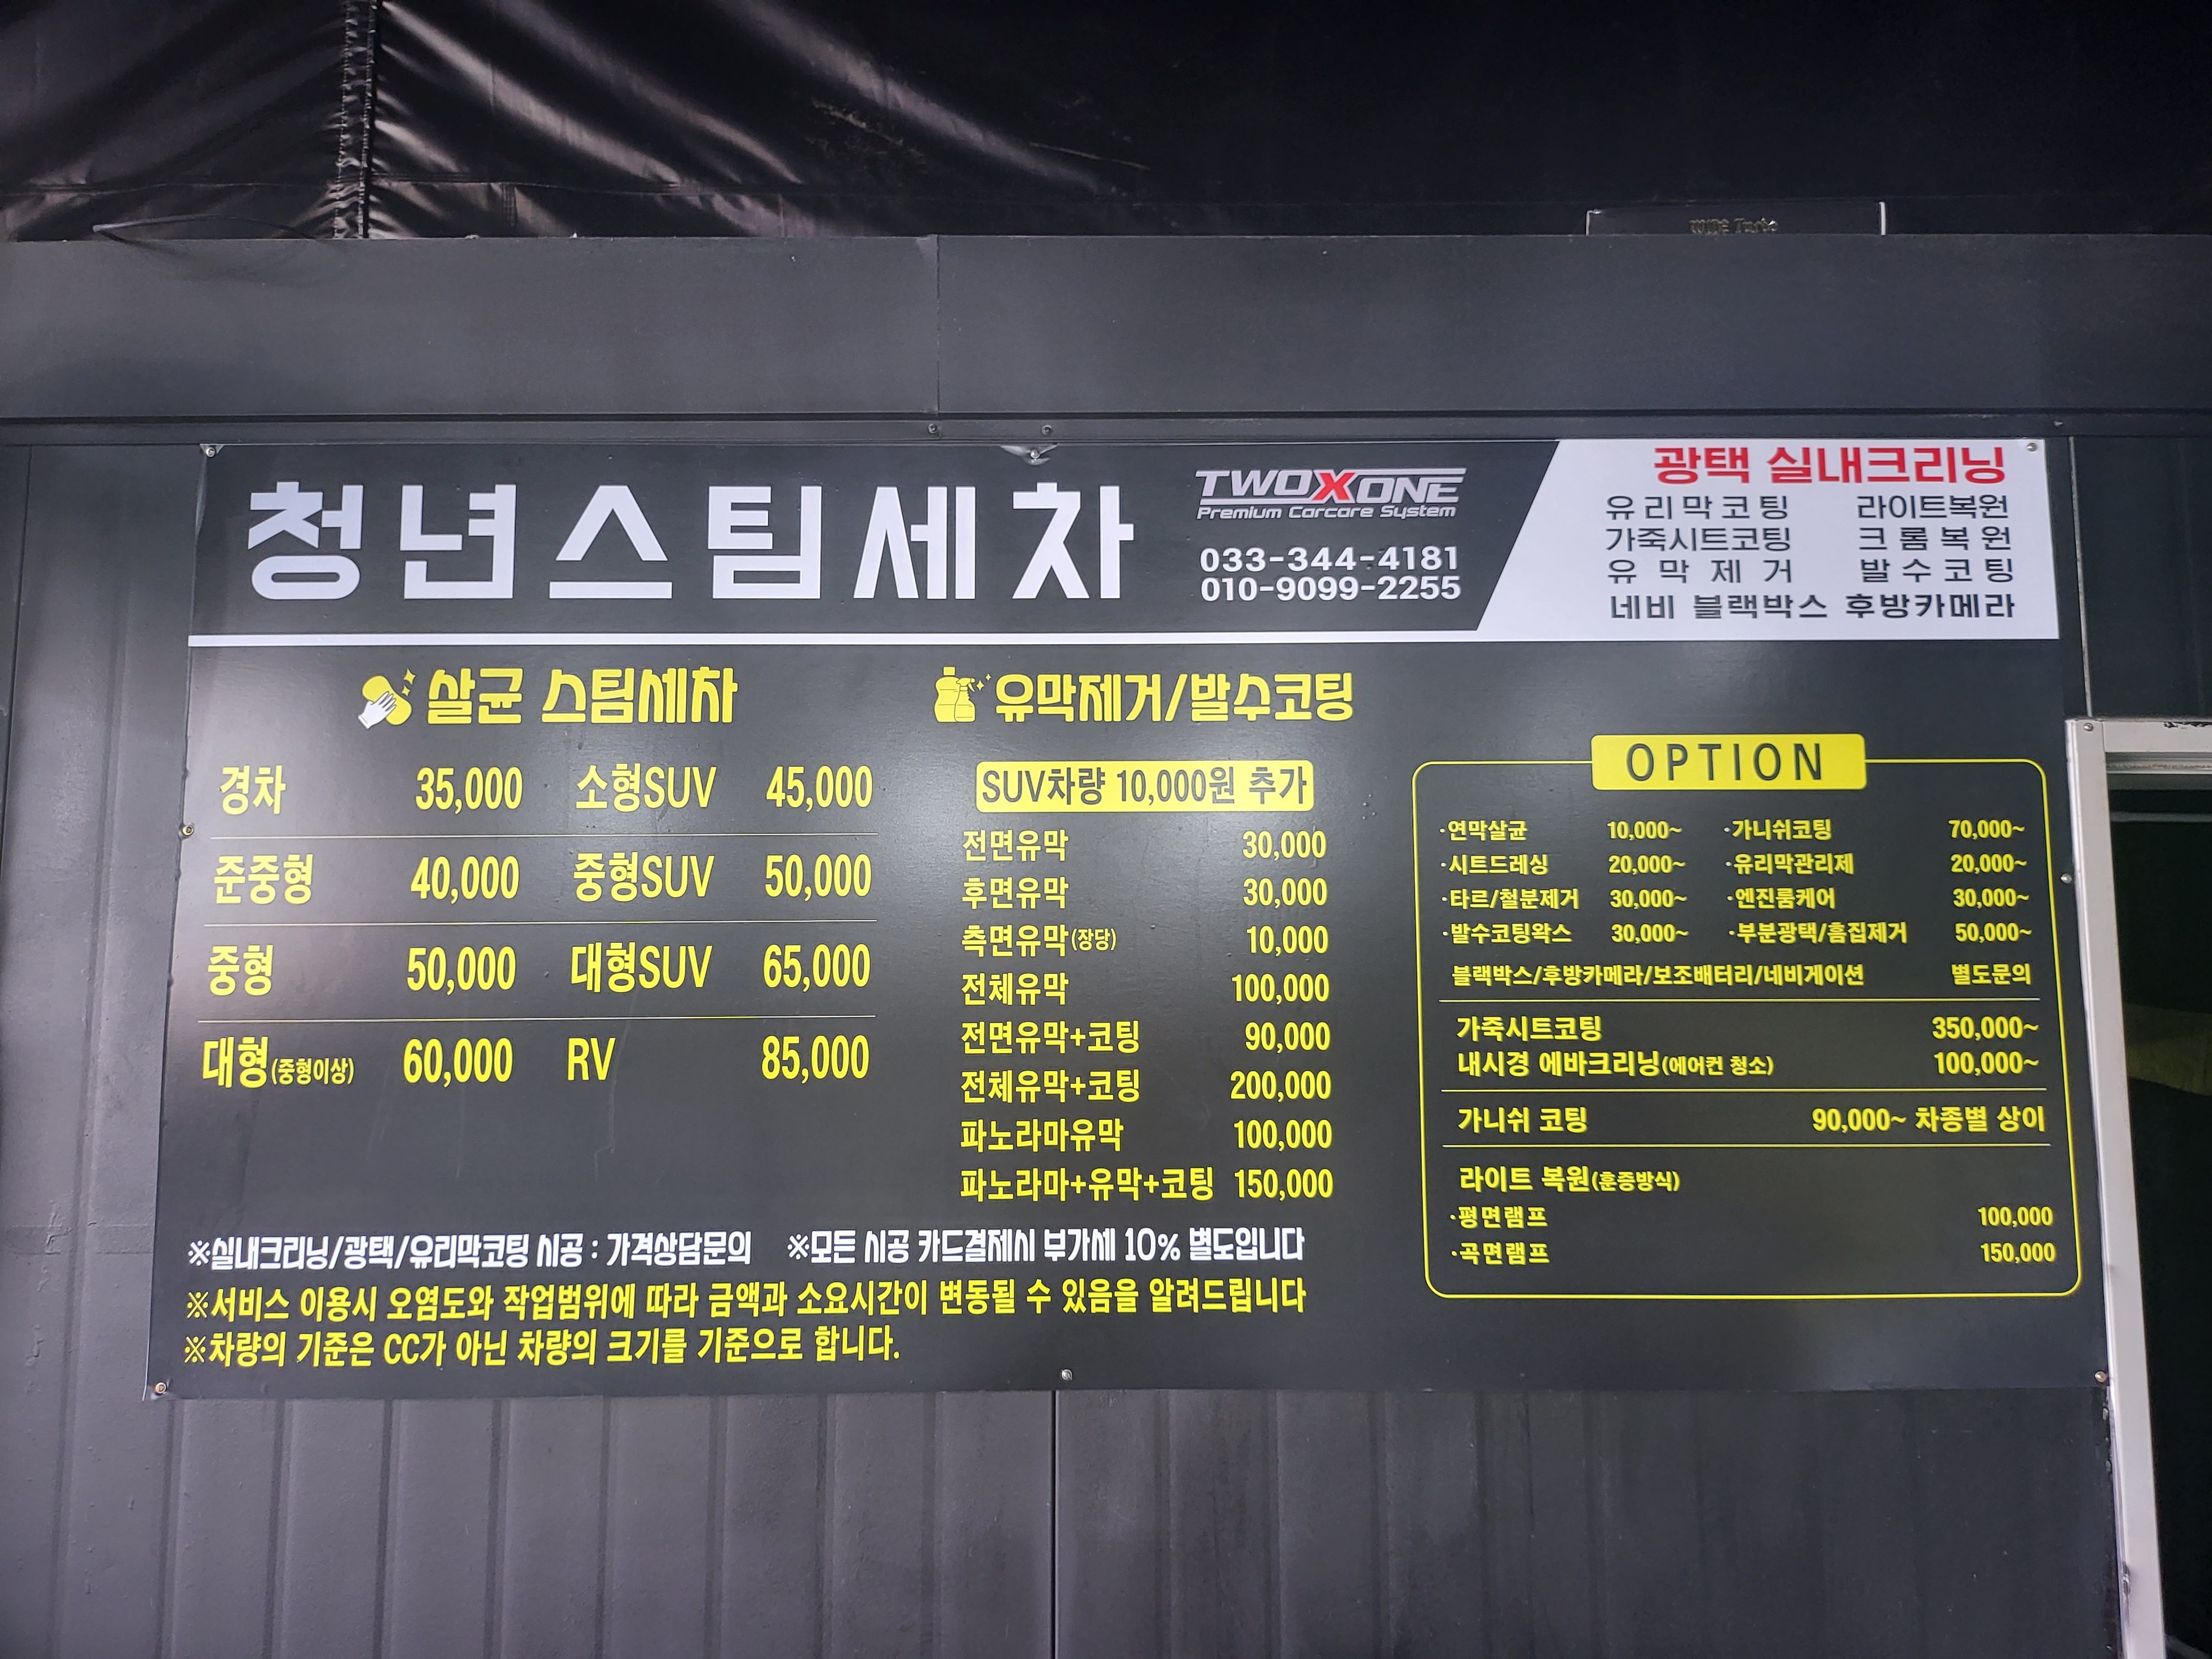 청년스팀세차
TWOXONE
Premium Carcare System
033-344-4181
010-9099-2255
광택 실내크리닝
유리막코팅 라이트복원
가죽시트코팅 크롬복원
유막제거 발수코팅
네비 블랙박스 후방카메라
살균 스팀세차
경차 35,000 소형SUV 45,000
준중형 40,000 중형SUV 50,000
중형 50,000 대형SUV 65,000
대형(중형이상) 60,000 RV 85,000
유막제거/발수코팅
SUV차량 10,000원 추가
전면유막 30,000
후면유막 30,000
측면유막(장당) 10,000
전체유막 100,000
전면유막+코팅 90,000
전체유막+코팅 200,000
파노라마유막 100,000
파노라마+유막+코팅 150,000
OPTION
·연막살균 10,000~ ·가니쉬코팅 70,000~
·시트드레싱 20,000~ ·유리막관리제 20,000~
·타르/철분제거 30,000~ ·엔진룸케어 30,000~
·발수코팅왁스 30,000~ ·부분광택/흠집제거 50,000~
블랙박스/후방카메라/보조배터리/네비게이션 별도문의
가죽시트코팅 350,000~
내시경 에바크리닝(에어컨 청소) 100,000~
가니쉬 코팅 90,000~ 차종별 상이
라이트 복원(훈증방식)
·평면램프 100,000
·곡면램프 150,000
※실내크리닝/광택/유리막코팅 시공 : 가격상담문의 ※모든 시공 카드결제시 부가세 10% 별도입니다
※서비스 이용시 오염도와 작업범위에 따라 금액과 소요시간이 변동될 수 있음을 알려드립니다
※차량의 기준은 CC가 아닌 차량의 크기를 기준으로 합니다.